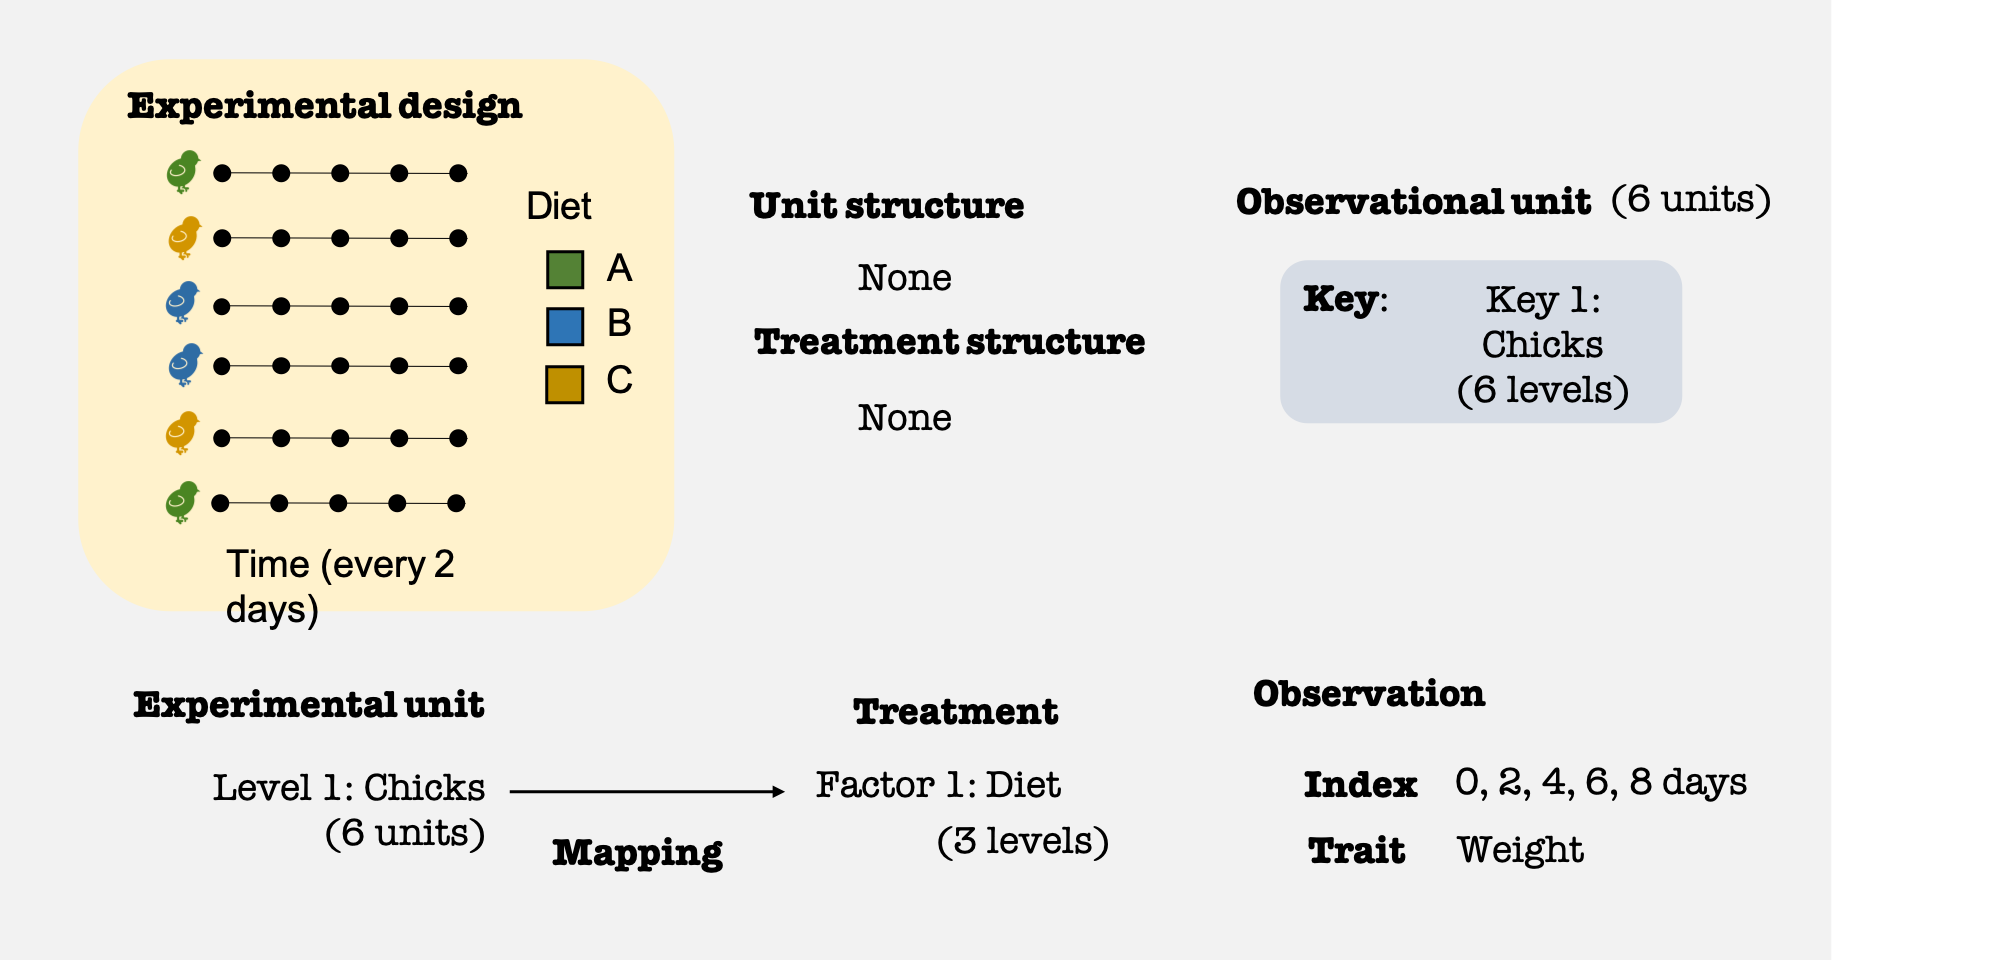 Experimental design
Diet
A
B
C
Time (every 2
days)
Unit structure
None
Treatment structure
None
Observational unit (6 units)
Key: Key 1:
Chicks
(6 levels)
Experimental unit
Level 1: Chicks
(6 units)
Mapping
Treatment
Factor 1: Diet
(3 levels)
Observation
Index 0, 2, 4, 6, 8 days
Trait Weight